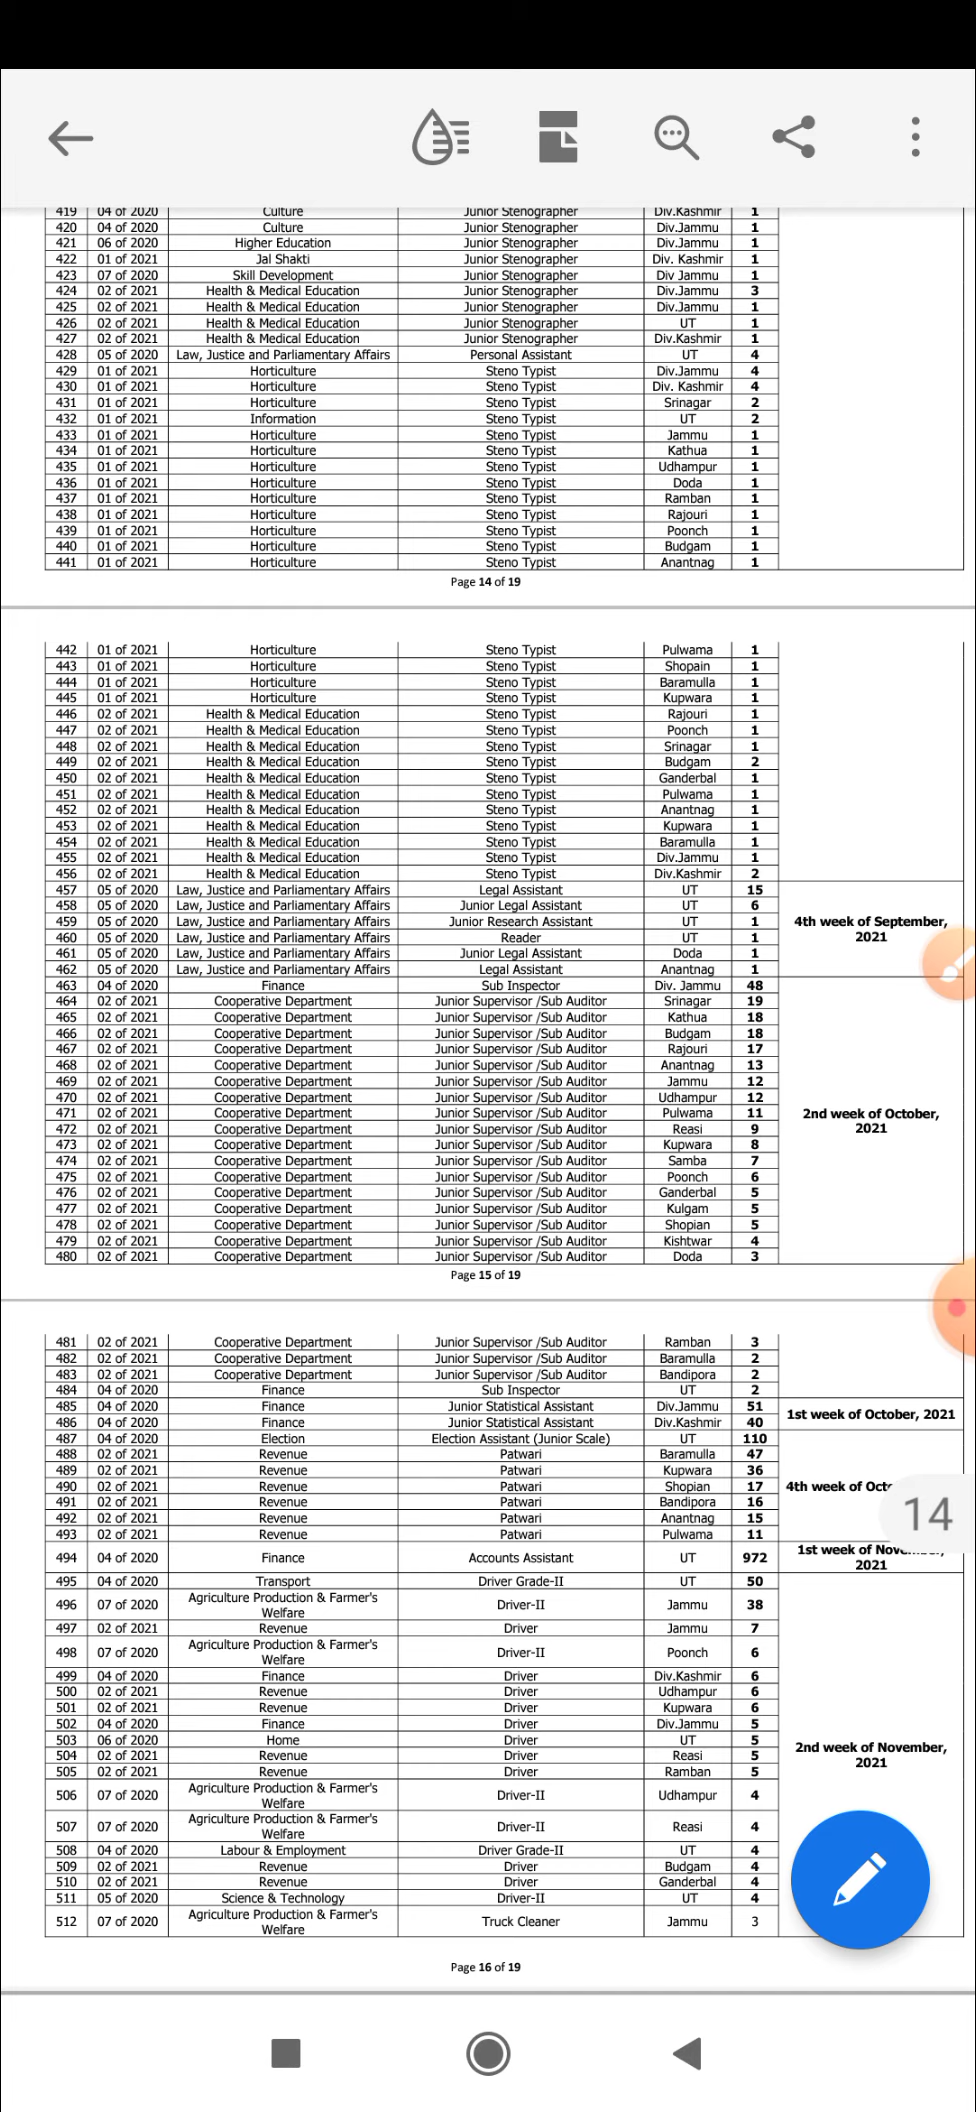 419 04 of 2020 Culture Junior Stenographer Div.Kashmir 1
420 04 of 2020 Culture Junior Stenographer Div.Jammu 1
421 06 of 2020 Higher Education Junior Stenographer Div.Jammu 1
422 01 of 2021 Jal Shakti Junior Stenographer Div. Kashmir 1
423 07 of 2020 Skill Development Junior Stenographer Div Jammu 1
424 02 of 2021 Health & Medical Education Junior Stenographer Div.Jammu 3
425 02 of 2021 Health & Medical Education Junior Stenographer Div.Jammu 1
426 02 of 2021 Health & Medical Education Junior Stenographer UT 1
427 02 of 2021 Health & Medical Education Junior Stenographer Div.Kashmir 1
428 05 of 2020 Law, Justice and Parliamentary Affairs Personal Assistant UT 4
429 01 of 2021 Horticulture Steno Typist Div.Jammu 4
430 01 of 2021 Horticulture Steno Typist Div. Kashmir 4
431 01 of 2021 Horticulture Steno Typist Srinagar 2
432 01 of 2021 Information Steno Typist UT 2
433 01 of 2021 Horticulture Steno Typist Jammu 1
434 01 of 2021 Horticulture Steno Typist Kathua 1
435 01 of 2021 Horticulture Steno Typist Udhampur 1
436 01 of 2021 Horticulture Steno Typist Doda 1
437 01 of 2021 Horticulture Steno Typist Ramban 1
438 01 of 2021 Horticulture Steno Typist Rajouri 1
439 01 of 2021 Horticulture Steno Typist Poonch 1
440 01 of 2021 Horticulture Steno Typist Budgam 1
441 01 of 2021 Horticulture Steno Typist Anantnag 1
Page 14 of 19
442 01 of 2021 Horticulture Steno Typist Pulwama 1
443 01 of 2021 Horticulture Steno Typist Shopain 1
444 01 of 2021 Horticulture Steno Typist Baramulla 1
445 01 of 2021 Horticulture Steno Typist Kupwara 1
446 02 of 2021 Health & Medical Education Steno Typist Rajouri 1
447 02 of 2021 Health & Medical Education Steno Typist Poonch 1
448 02 of 2021 Health & Medical Education Steno Typist Srinagar 1
449 02 of 2021 Health & Medical Education Steno Typist Budgam 2
450 02 of 2021 Health & Medical Education Steno Typist Ganderbal 1
451 02 of 2021 Health & Medical Education Steno Typist Pulwama 1
452 02 of 2021 Health & Medical Education Steno Typist Anantnag 1
453 02 of 2021 Health & Medical Education Steno Typist Kupwara 1
454 02 of 2021 Health & Medical Education Steno Typist Baramulla 1
455 02 of 2021 Health & Medical Education Steno Typist Div.Jammu 1
456 02 of 2021 Health & Medical Education Steno Typist Div.Kashmir 2
457 05 of 2020 Law, Justice and Parliamentary Affairs Legal Assistant UT 15
458 05 of 2020 Law, Justice and Parliamentary Affairs Junior Legal Assistant UT 6
459 05 of 2020 Law, Justice and Parliamentary Affairs Junior Research Assistant UT 1 4th week of September,
460 05 of 2020 Law, Justice and Parliamentary Affairs Reader UT 1 2021
461 05 of 2020 Law, Justice and Parliamentary Affairs Junior Legal Assistant Doda 1
462 05 of 2020 Law, Justice and Parliamentary Affairs Legal Assistant Anantnag 1
463 04 of 2020 Finance Sub Inspector Div. Jammu 48
464 02 of 2021 Cooperative Department Junior Supervisor /Sub Auditor Srinagar 19
465 02 of 2021 Cooperative Department Junior Supervisor /Sub Auditor Kathua 18
466 02 of 2021 Cooperative Department Junior Supervisor /Sub Auditor Budgam 18
467 02 of 2021 Cooperative Department Junior Supervisor /Sub Auditor Rajouri 17
468 02 of 2021 Cooperative Department Junior Supervisor /Sub Auditor Anantnag 13
469 02 of 2021 Cooperative Department Junior Supervisor /Sub Auditor Jammu 12
470 02 of 2021 Cooperative Department Junior Supervisor /Sub Auditor Udhampur 12
471 02 of 2021 Cooperative Department Junior Supervisor /Sub Auditor Pulwama 11 2nd week of October,
472 02 of 2021 Cooperative Department Junior Supervisor /Sub Auditor Reasi 9 2021
473 02 of 2021 Cooperative Department Junior Supervisor /Sub Auditor Kupwara 8
474 02 of 2021 Cooperative Department Junior Supervisor /Sub Auditor Samba 7
475 02 of 2021 Cooperative Department Junior Supervisor /Sub Auditor Poonch 6
476 02 of 2021 Cooperative Department Junior Supervisor /Sub Auditor Ganderbal 5
477 02 of 2021 Cooperative Department Junior Supervisor /Sub Auditor Kulgam 5
478 02 of 2021 Cooperative Department Junior Supervisor /Sub Auditor Shopian 5
479 02 of 2021 Cooperative Department Junior Supervisor /Sub Auditor Kishtwar 4
480 02 of 2021 Cooperative Department Junior Supervisor /Sub Auditor Doda 3
Page 15 of 19
481 02 of 2021 Cooperative Department Junior Supervisor /Sub Auditor Ramban 3
482 02 of 2021 Cooperative Department Junior Supervisor /Sub Auditor Baramulla 2
483 02 of 2021 Cooperative Department Junior Supervisor /Sub Auditor Bandipora 2
484 04 of 2020 Finance Sub Inspector UT 2
485 04 of 2020 Finance Junior Statistical Assistant Div.Jammu 51 1st week of October, 2021
486 04 of 2020 Finance Junior Statistical Assistant Div.Kashmir 40
487 04 of 2020 Election Election Assistant (Junior Scale) UT 110
488 02 of 2021 Revenue Patwari Baramulla 47
489 02 of 2021 Revenue Patwari Kupwara 36
490 02 of 2021 Revenue Patwari Shopian 17 4th week of
491 02 of 2021 Revenue Patwari Bandipora 16
492 02 of 2021 Revenue Patwari Anantnag 15 14
493 02 of 2021 Revenue Patwari Pulwama 11
494 04 of 2020 Finance Accounts Assistant UT 972 1st week of
2021
495 04 of 2020 Transport Driver Grade-II UT 50
496 07 of 2020 Agriculture Production & Farmer's
Welfare Driver-II Jammu 38
497 02 of 2021 Revenue Driver Jammu 7
498 07 of 2020 Agriculture Production & Farmer's
Welfare Driver-II Poonch 6
499 04 of 2020 Finance Driver Div.Kashmir 6
500 02 of 2021 Revenue Driver Udhampur 6
501 02 of 2021 Revenue Driver Kupwara 6
502 04 of 2020 Finance Driver Div.Jammu 5
503 06 of 2020 Home Driver UT 5 2nd week of November,
504 02 of 2021 Revenue Driver Reasi 5 2021
505 02 of 2021 Revenue Driver Ramban 5
506 07 of 2020 Agriculture Production & Farmer's
Welfare Driver-II Udhampur 4
507 07 of 2020 Agriculture Production & Farmer's
Welfare Driver-II Reasi 4
508 04 of 2020 Labour & Employment Driver Grade-II UT 4
509 02 of 2021 Revenue Driver Budgam 4
510 02 of 2021 Revenue Driver Ganderbal 4
511 05 of 2020 Science & Technology Driver-II UT 4
512 07 of 2020 Agriculture Production & Farmer's
Welfare Truck Cleaner Jammu 3
Page 16 of 19